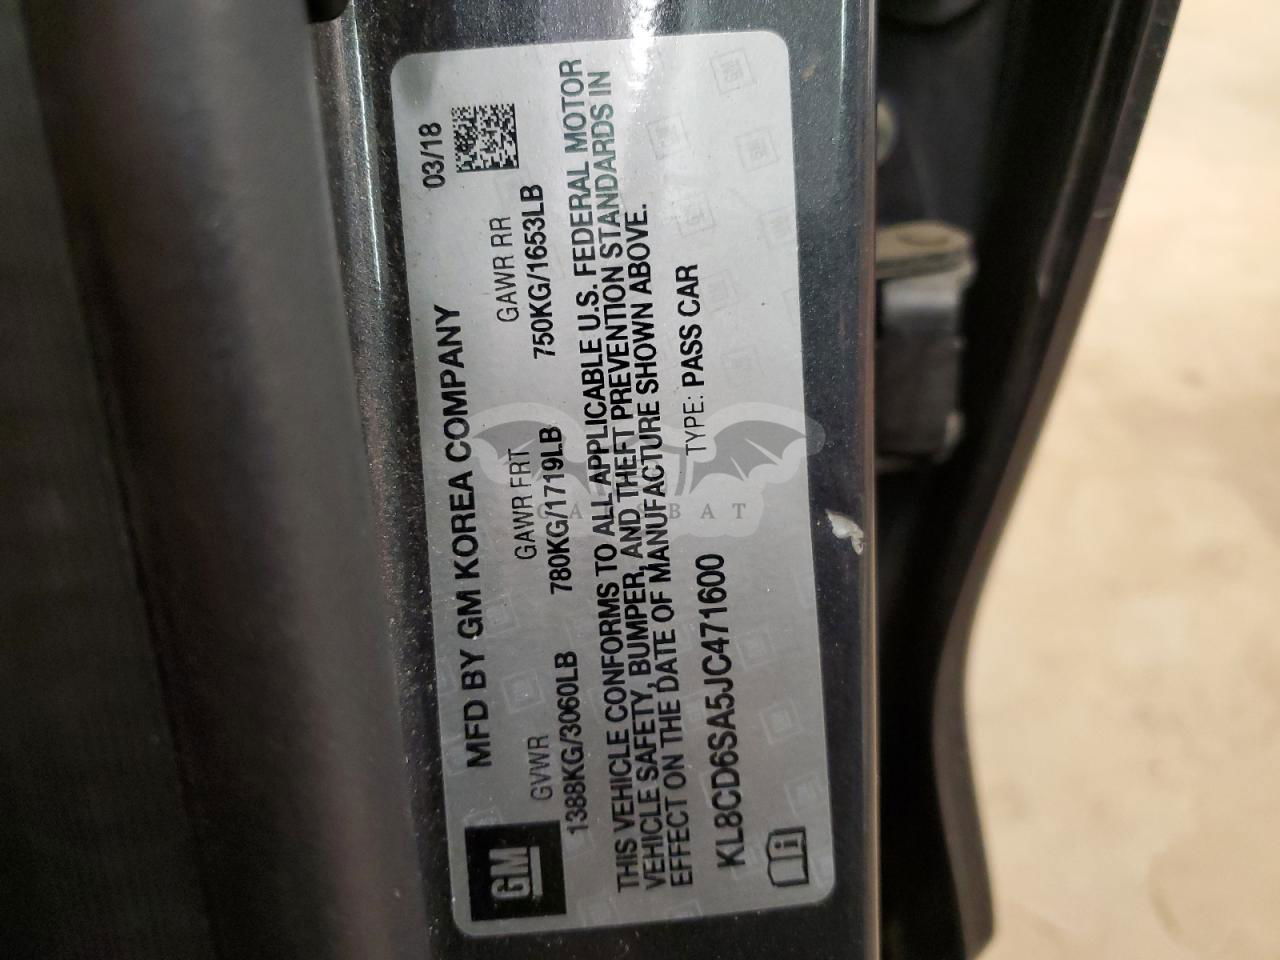 MFD BY GM KOREA COMPANY
03/18
GM
GVWR
GAWR FRT
GAWR RR
1388KG/3060LB
780KG/1719LB
750KG/1653LB
THIS VEHICLE CONFORMS TO ALL APPLICABLE U.S. FEDERAL MOTOR
VEHICLE SAFETY, BUMPER, AND THEFT PREVENTION STANDARDS IN
EFFECT ON THE DATE OF MANUFACTURE SHOWN ABOVE.
KL8CD6SA5JC471600
TYPE: PASS CAR
CARSBAT